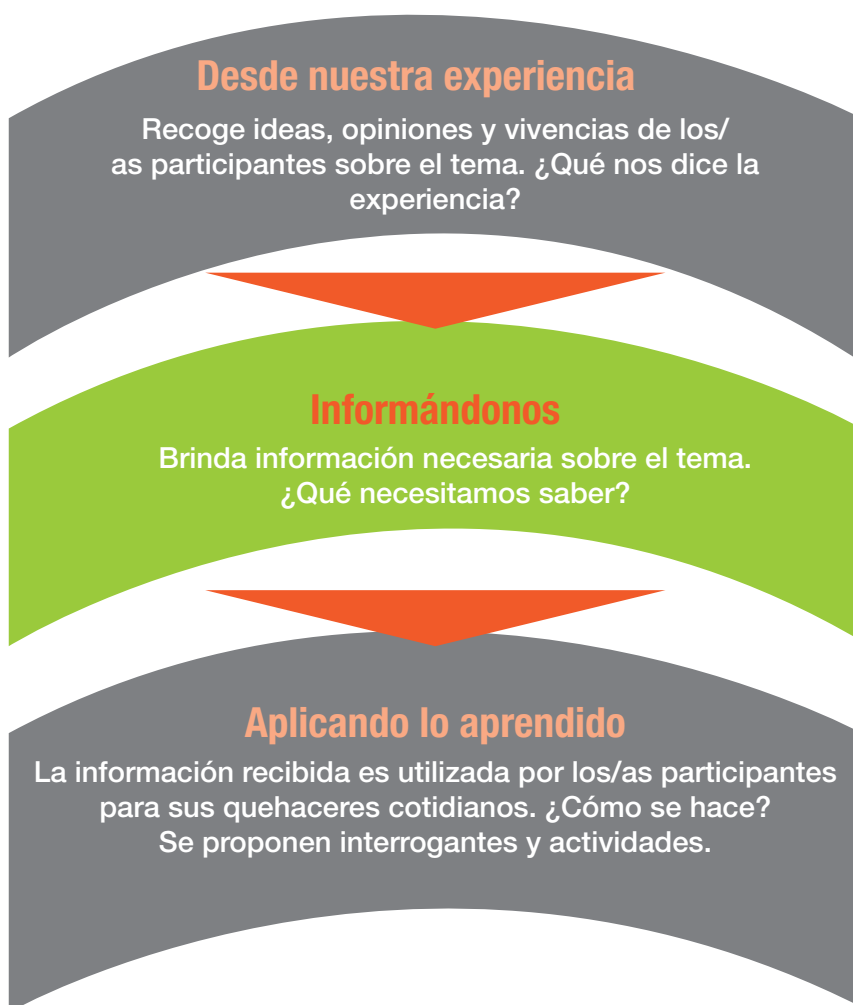 Desde nuestra experiencia
Recoge ideas, opiniones y vivencias de los/
as participantes sobre el tema. ¿Qué nos dice la
experiencia?
Informándonos
Brinda información necesaria sobre el tema.
¿Qué necesitamos saber?
Aplicando lo aprendido
La información recibida es utilizada por los/as participantes
para sus quehaceres cotidianos. ¿Cómo se hace?
Se proponen interrogantes y actividades.